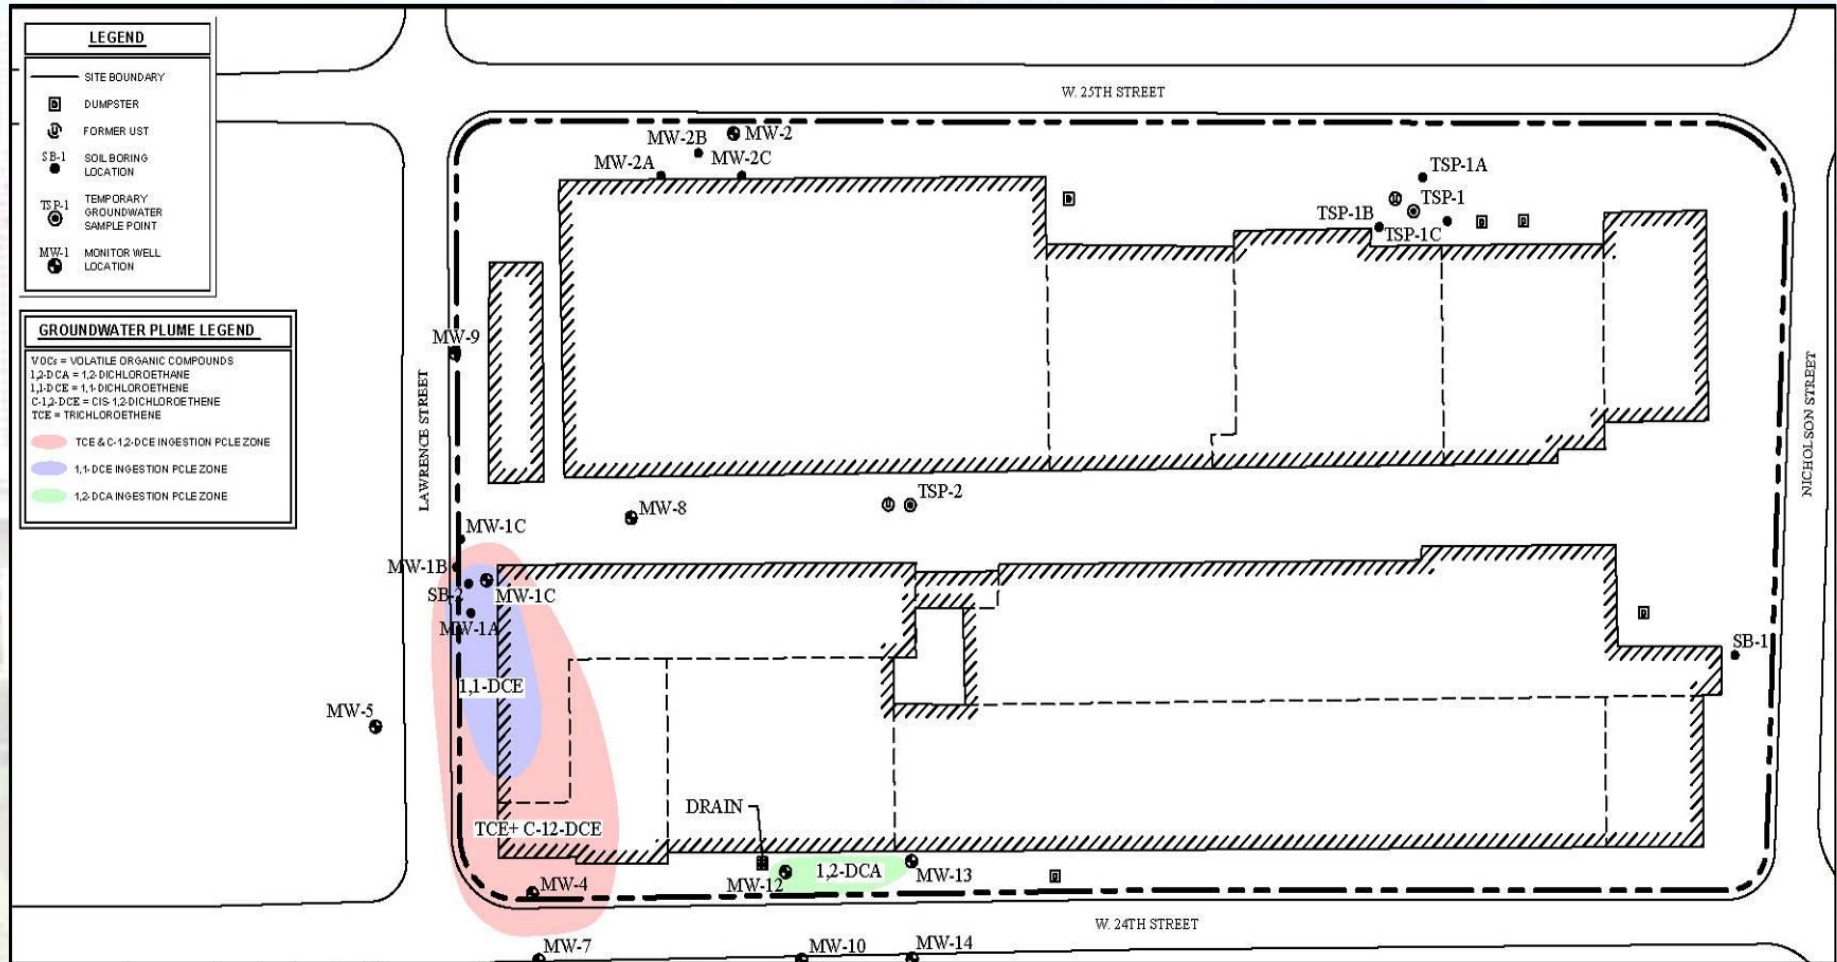 LEGEND
SITE BOUNDARY
D DUMPSTER
U FORMER UST
SB-1 SOIL BORING
LOCATION
TSP-1 TEMPORARY
GROUNDWATER
SAMPLE POINT
MW-1 MONITOR WELL
LOCATION
GROUNDWATER PLUME LEGEND
VOCs = VOLATILE ORGANIC COMPOUNDS
1,2-DCA = 1,2-DICHLOROETHANE
1,1-DCE = 1,1-DICHLOROETHENE
C-1,2-DCE = CIS-1,2-DICHLOROETHENE
TCE = TRICHLOROETHENE
TCE & C-1,2-DCE INGESTION PCLE ZONE
1,1-DCE INGESTION PCLE ZONE
1,2-DCA INGESTION PCLE ZONE
W. 25TH STREET
MW-2B
MW-2
MW-2A
MW-2C
TSP-1A
D
U
TSP-1
TSP-1B
TSP-1C
D
D
MW-9
LAWRENCE STREET
NICHOLSON STREET
MW-8
U
TSP-2
MW-1C
MW-1B
SB-2
MW-1C
MW-1A
D
SB-1
1,1-DCE
MW-5
DRAIN
TCE+ C-12-DCE
MW-12
1,2-DCA
MW-13
D
MW-4
W. 24TH STREET
MW-7
MW-10
MW-14